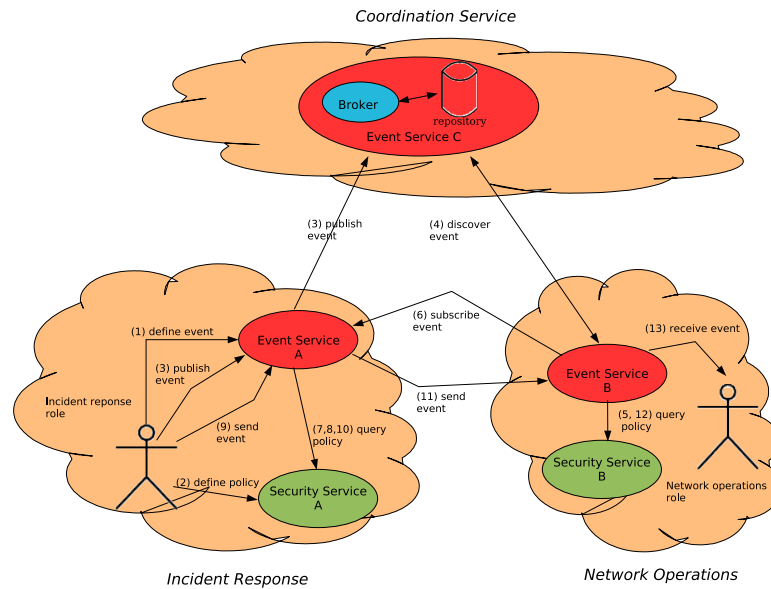 Coordination Service
Broker
repository
Event Service C
(3) publish
event
(4) discover
event
(1) define event
Event Service
A
(6) subscribe
event
(13) receive event
(3) publish
event
Event Service
B
Incident reponse
role
(11) send
event
(9) send
event
(7,8,10) query
policy
(5, 12) query
policy
(2) define policy
Security Service
A
Security Service
B
Network operations
role
Incident Response
Network Operations